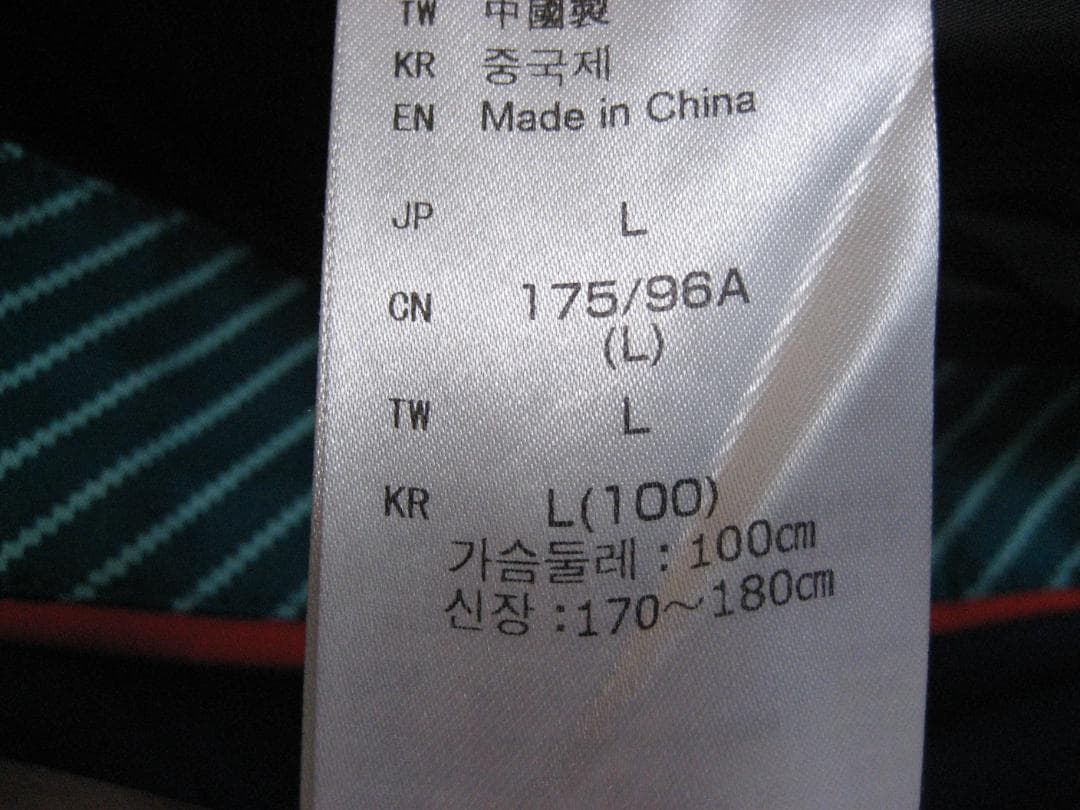 TW 中國製
KR 중국제
EN Made in China
JP L
CN 175/96A
(L)
TW L
KR L(100)
가슴둘레 : 100㎝
신장 :170～180㎝